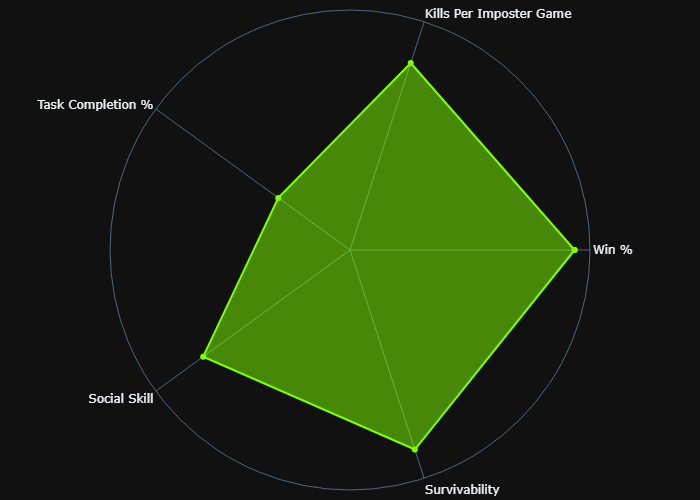 Kills Per Imposter Game
Task Completion %
Win %
Social Skill
Survivability